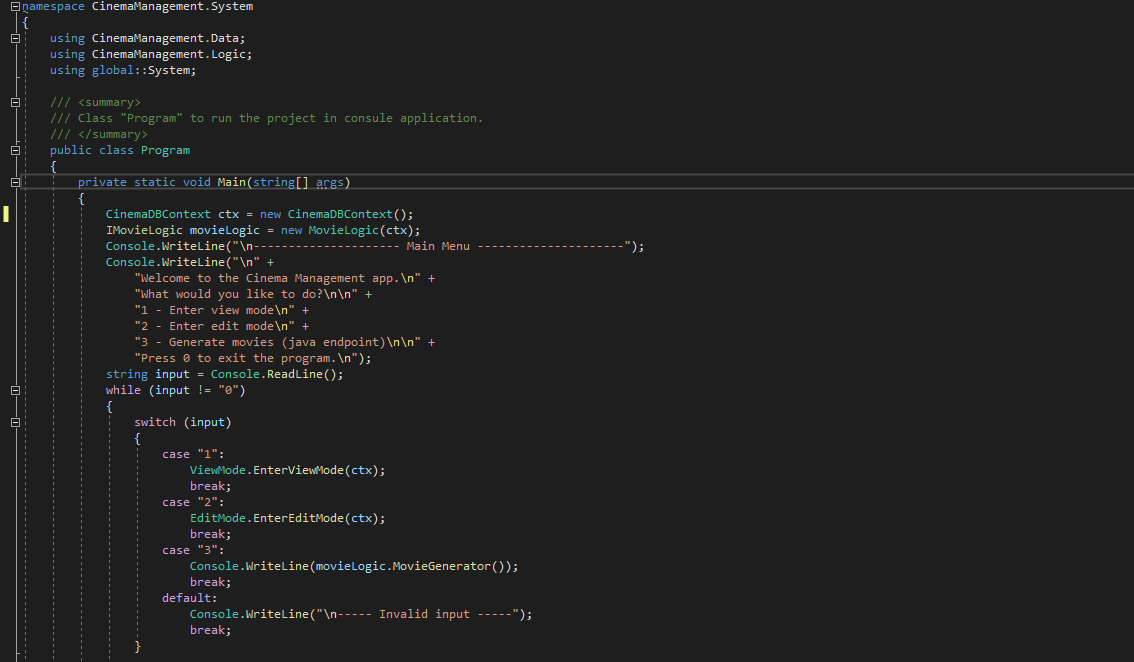 namespace CinemaManagement.System
{
    using CinemaManagement.Data;
    using CinemaManagement.Logic;
    using global::System;
    /// <summary>
    /// Class "Program" to run the project in consule application.
    /// </summary>
    public class Program
    {
        private static void Main(string[] args)
        {
            CinemaDBContext ctx = new CinemaDBContext();
            IMovieLogic movieLogic = new MovieLogic(ctx);
            Console.WriteLine("\n--------------------- Main Menu ---------------------");
            Console.WriteLine("\n" +
                "Welcome to the Cinema Management app.\n" +
                "What would you like to do?\n\n" +
                "1 - Enter view mode\n" +
                "2 - Enter edit mode\n" +
                "3 - Generate movies (java endpoint)\n\n" +
                "Press 0 to exit the program.\n");
            string input = Console.ReadLine();
            while (input != "0")
            {
                switch (input)
                {
                    case "1":
                        ViewMode.EnterViewMode(ctx);
                        break;
                    case "2":
                        EditMode.EnterEditMode(ctx);
                        break;
                    case "3":
                        Console.WriteLine(movieLogic.MovieGenerator());
                        break;
                    default:
                        Console.WriteLine("\n----- Invalid input -----");
                        break;
                }